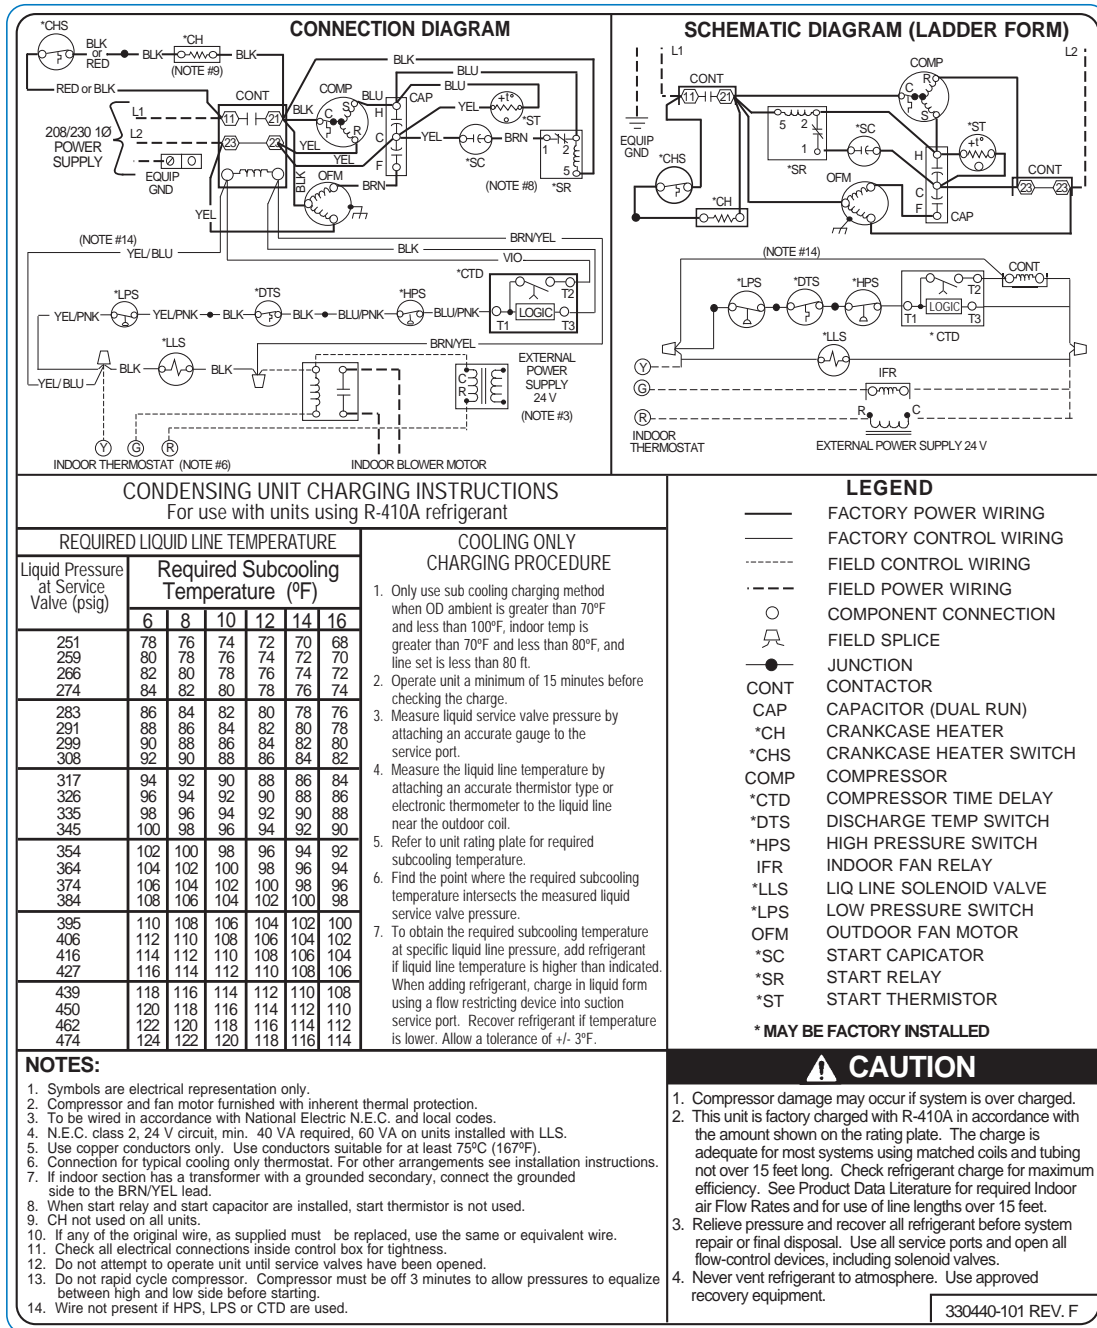 CONNECTION DIAGRAM
*CHS
BLK
or
RED
BLK
*CH
BLK
(NOTE #9)
RED or BLK
CONT
BLK
BLU
BLU
COMP
BLU
CAP
L1
11
21
BLK
S
C
R
H
YEL
+t°
*ST
208/230 1Ø
POWER
SUPPLY
L2
23
23
YEL
YEL
C
YEL
BRN
1
2
5
*SC
EQUIP
GND
BLK
OFM
BRN
F
(NOTE #8)
*SR
YEL
(NOTE #14)
YEL/BLU
BRN/YEL
BLK
VIO
*CTD
T2
LOGIC
T1
T3
*LPS
*DTS
*HPS
YEL/PNK
YEL/PNK
BLK
BLK
BLU/PNK
BLU/PNK
*LLS
BRN/YEL
YEL/BLU
BLK
BLK
C
R
EXTERNAL
POWER
SUPPLY
24 V
(NOTE #3)
Y
G
R
INDOOR THERMOSTAT (NOTE #6)
INDOOR BLOWER MOTOR
SCHEMATIC DIAGRAM (LADDER FORM)
L1
L2
COMP
CONT
R
C
S
11
21
5
2
1
*SC
*ST
+t°
EQUIP
GND
*CHS
*SR
H
OFM
CONT
C
23
23
*CH
F
CAP
(NOTE #14)
CONT
*LPS
*DTS
*HPS
T2
LOGIC
T1
T3
*LLS
* CTD
Y
IFR
G
R
R
C
INDOOR
THERMOSTAT
EXTERNAL POWER SUPPLY 24 V
CONDENSING UNIT CHARGING INSTRUCTIONS
For use with units using R-410A refrigerant
REQUIRED LIQUID LINE TEMPERATURE
Liquid Pressure
at Service
Valve (psig)
Required Subcooling
Temperature (ºF)
6 8 10 12 14 16
251 78 76 74 72 70 68
259 80 78 76 74 72 70
266 82 80 78 76 74 72
274 84 82 80 78 76 74
283 86 84 82 80 78 76
291 88 86 84 82 80 78
299 90 88 86 84 82 80
308 92 90 88 86 84 82
317 94 92 90 88 86 84
326 96 94 92 90 88 86
335 98 96 94 92 90 88
345 100 98 96 94 92 90
354 102 100 98 96 94 92
364 104 102 100 98 96 94
374 106 104 102 100 98 96
384 108 106 104 102 100 98
395 110 108 106 104 102 100
406 112 110 108 106 104 102
416 114 112 110 108 106 104
427 116 114 112 110 108 106
439 118 116 114 112 110 108
450 120 118 116 114 112 110
462 122 120 118 116 114 112
474 124 122 120 118 116 114
COOLING ONLY
CHARGING PROCEDURE
1. Only use sub cooling charging method
when OD ambient is greater than 70ºF
and less than 100ºF, indoor temp is
greater than 70ºF and less than 80ºF, and
line set is less than 80 ft.
2. Operate unit a minimum of 15 minutes before
checking the charge.
3. Measure liquid service valve pressure by
attaching an accurate gauge to the
service port.
4. Measure the liquid line temperature by
attaching an accurate thermistor type or
electronic thermometer to the liquid line
near the outdoor coil.
5. Refer to unit rating plate for required
subcooling temperature.
6. Find the point where the required subcooling
temperature intersects the measured liquid
service valve pressure.
7. To obtain the required subcooling temperature
at specific liquid line pressure, add refrigerant
if liquid line temperature is higher than indicated.
When adding refrigerant, charge in liquid form
using a flow restricting device into suction
service port. Recover refrigerant if temperature
is lower. Allow a tolerance of +/- 3ºF.
LEGEND
FACTORY POWER WIRING
FACTORY CONTROL WIRING
FIELD CONTROL WIRING
FIELD POWER WIRING
COMPONENT CONNECTION
FIELD SPLICE
JUNCTION
CONT CONTACTOR
CAP CAPACITOR (DUAL RUN)
*CH CRANKCASE HEATER
*CHS CRANKCASE HEATER SWITCH
COMP COMPRESSOR
*CTD COMPRESSOR TIME DELAY
*DTS DISCHARGE TEMP SWITCH
*HPS HIGH PRESSURE SWITCH
IFR INDOOR FAN RELAY
*LLS LIQ LINE SOLENOID VALVE
*LPS LOW PRESSURE SWITCH
OFM OUTDOOR FAN MOTOR
*SC START CAPICATOR
*SR START RELAY
*ST START THERMISTOR
* MAY BE FACTORY INSTALLED
NOTES:
1. Symbols are electrical representation only.
2. Compressor and fan motor furnished with inherent thermal protection.
3. To be wired in accordance with National Electric N.E.C. and local codes.
4. N.E.C. class 2, 24 V circuit, min. 40 VA required, 60 VA on units installed with LLS.
5. Use copper conductors only. Use conductors suitable for at least 75ºC (167ºF).
6. Connection for typical cooling only thermostat. For other arrangements see installation instructions.
7. If indoor section has a transformer with a grounded secondary, connect the grounded
side to the BRN/YEL lead.
8. When start relay and start capacitor are installed, start thermistor is not used.
9. CH not used on all units.
10. If any of the original wire, as supplied must be replaced, use the same or equivalent wire.
11. Check all electrical connections inside control box for tightness.
12. Do not attempt to operate unit until service valves have been opened.
13. Do not rapid cycle compressor. Compressor must be off 3 minutes to allow pressures to equalize
between high and low side before starting.
14. Wire not present if HPS, LPS or CTD are used.
CAUTION
1. Compressor damage may occur if system is over charged.
2. This unit is factory charged with R-410A in accordance with
the amount shown on the rating plate. The charge is
adequate for most systems using matched coils and tubing
not over 15 feet long. Check refrigerant charge for maximum
efficiency. See Product Data Literature for required Indoor
air Flow Rates and for use of line lengths over 15 feet.
3. Relieve pressure and recover all refrigerant before system
repair or final disposal. Use all service ports and open all
flow-control devices, including solenoid valves.
4. Never vent refrigerant to atmosphere. Use approved
recovery equipment.
330440-101 REV. F